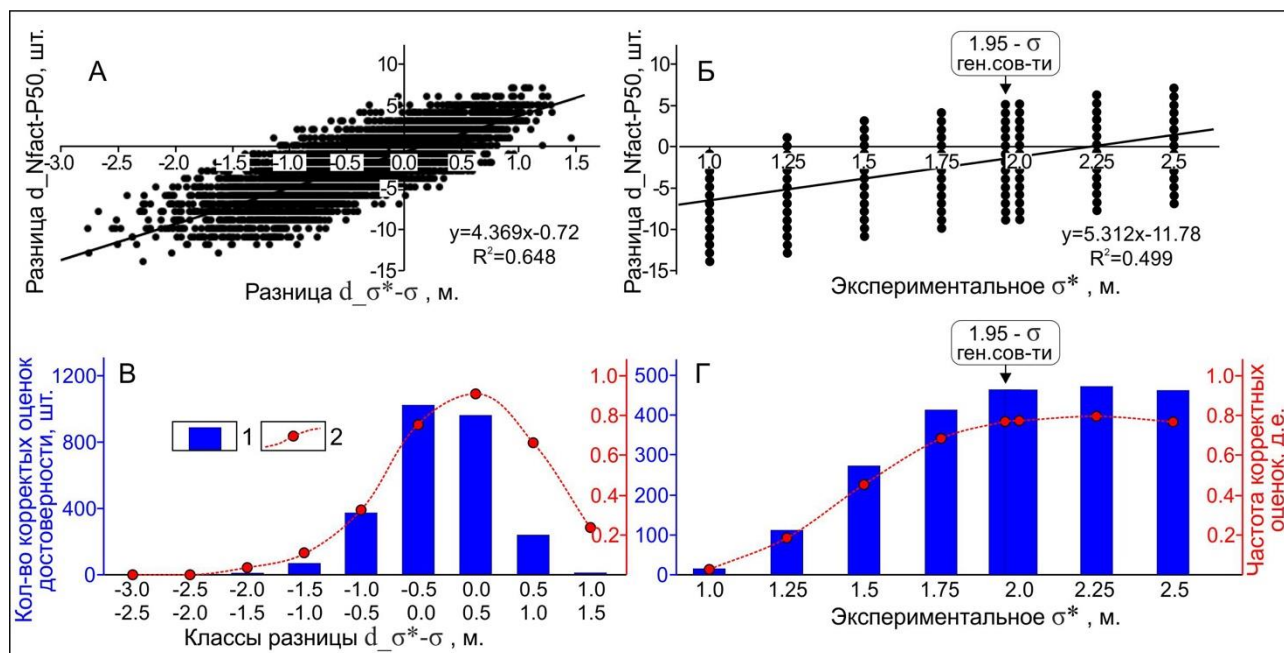 А
Разница d_Nfact-P50, шт.
10
5
0
-5
-10
-15
-3.0 -2.5 -2.0 -1.5 -1.0 -0.5 0.0 0.5 1.0 1.5
y=4.369x-0.72
R²=0.648
Разница d_σ*-σ , м.
Б
1.95 - σ
ген.сов-ти
Разница d_Nfact-P50, шт.
10
5
0
-5
-10
-15
1.0 1.25 1.5 1.75 2.0 2.25 2.5
y=5.312x-11.78
R²=0.499
Экспериментальное σ* , м.
В
Кол-во корректных оценок
достоверности, шт.
1200
800
400
0
1 2
1.0
0.8
0.6
0.4
0.2
-3.0 -2.5 -2.0 -1.5 -1.0 -0.5 0.0 0.5 1.0
-2.5 -2.0 -1.5 -1.0 -0.5 0.0 0.5 1.0 1.5
Классы разницы d_σ*-σ , м.
1.95 - σ
ген.сов-ти
Г
500
400
300
200
100
0
1.0
0.8
0.6
0.4
0.2
Частота корректных
оценок, д.е.
1.0 1.25 1.5 1.75 2.0 2.25 2.5
Экспериментальное σ* , м.